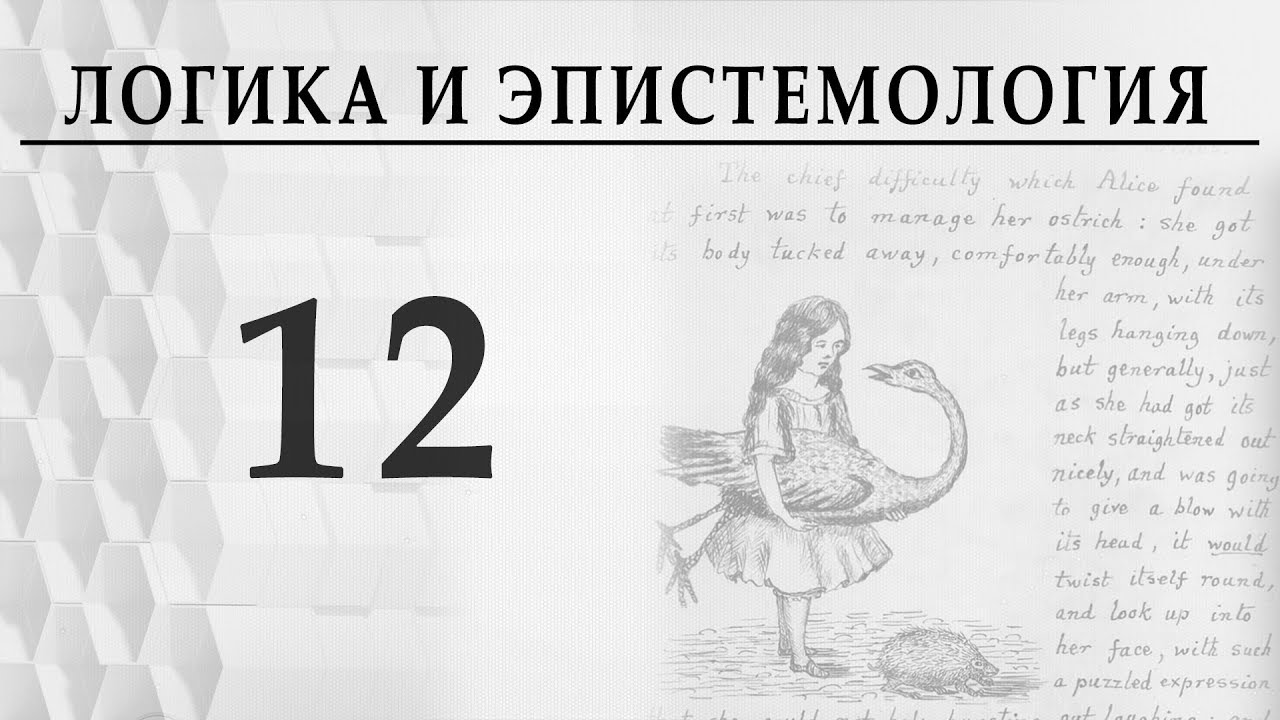 ЛОГИКА И ЭПИСТЕМОЛОГИЯ
12
The chief difficulty which Alice found
at first was to manage her ostrich : she got
its body tucked away, comfortably enough, under
her arm, with its
legs hanging down,
but generally, just
as she had got its
neck straightened out
nicely, and was going
to give a blow with
its head, it would
twist itself round,
and look up into
her face, with such
a puzzled expression